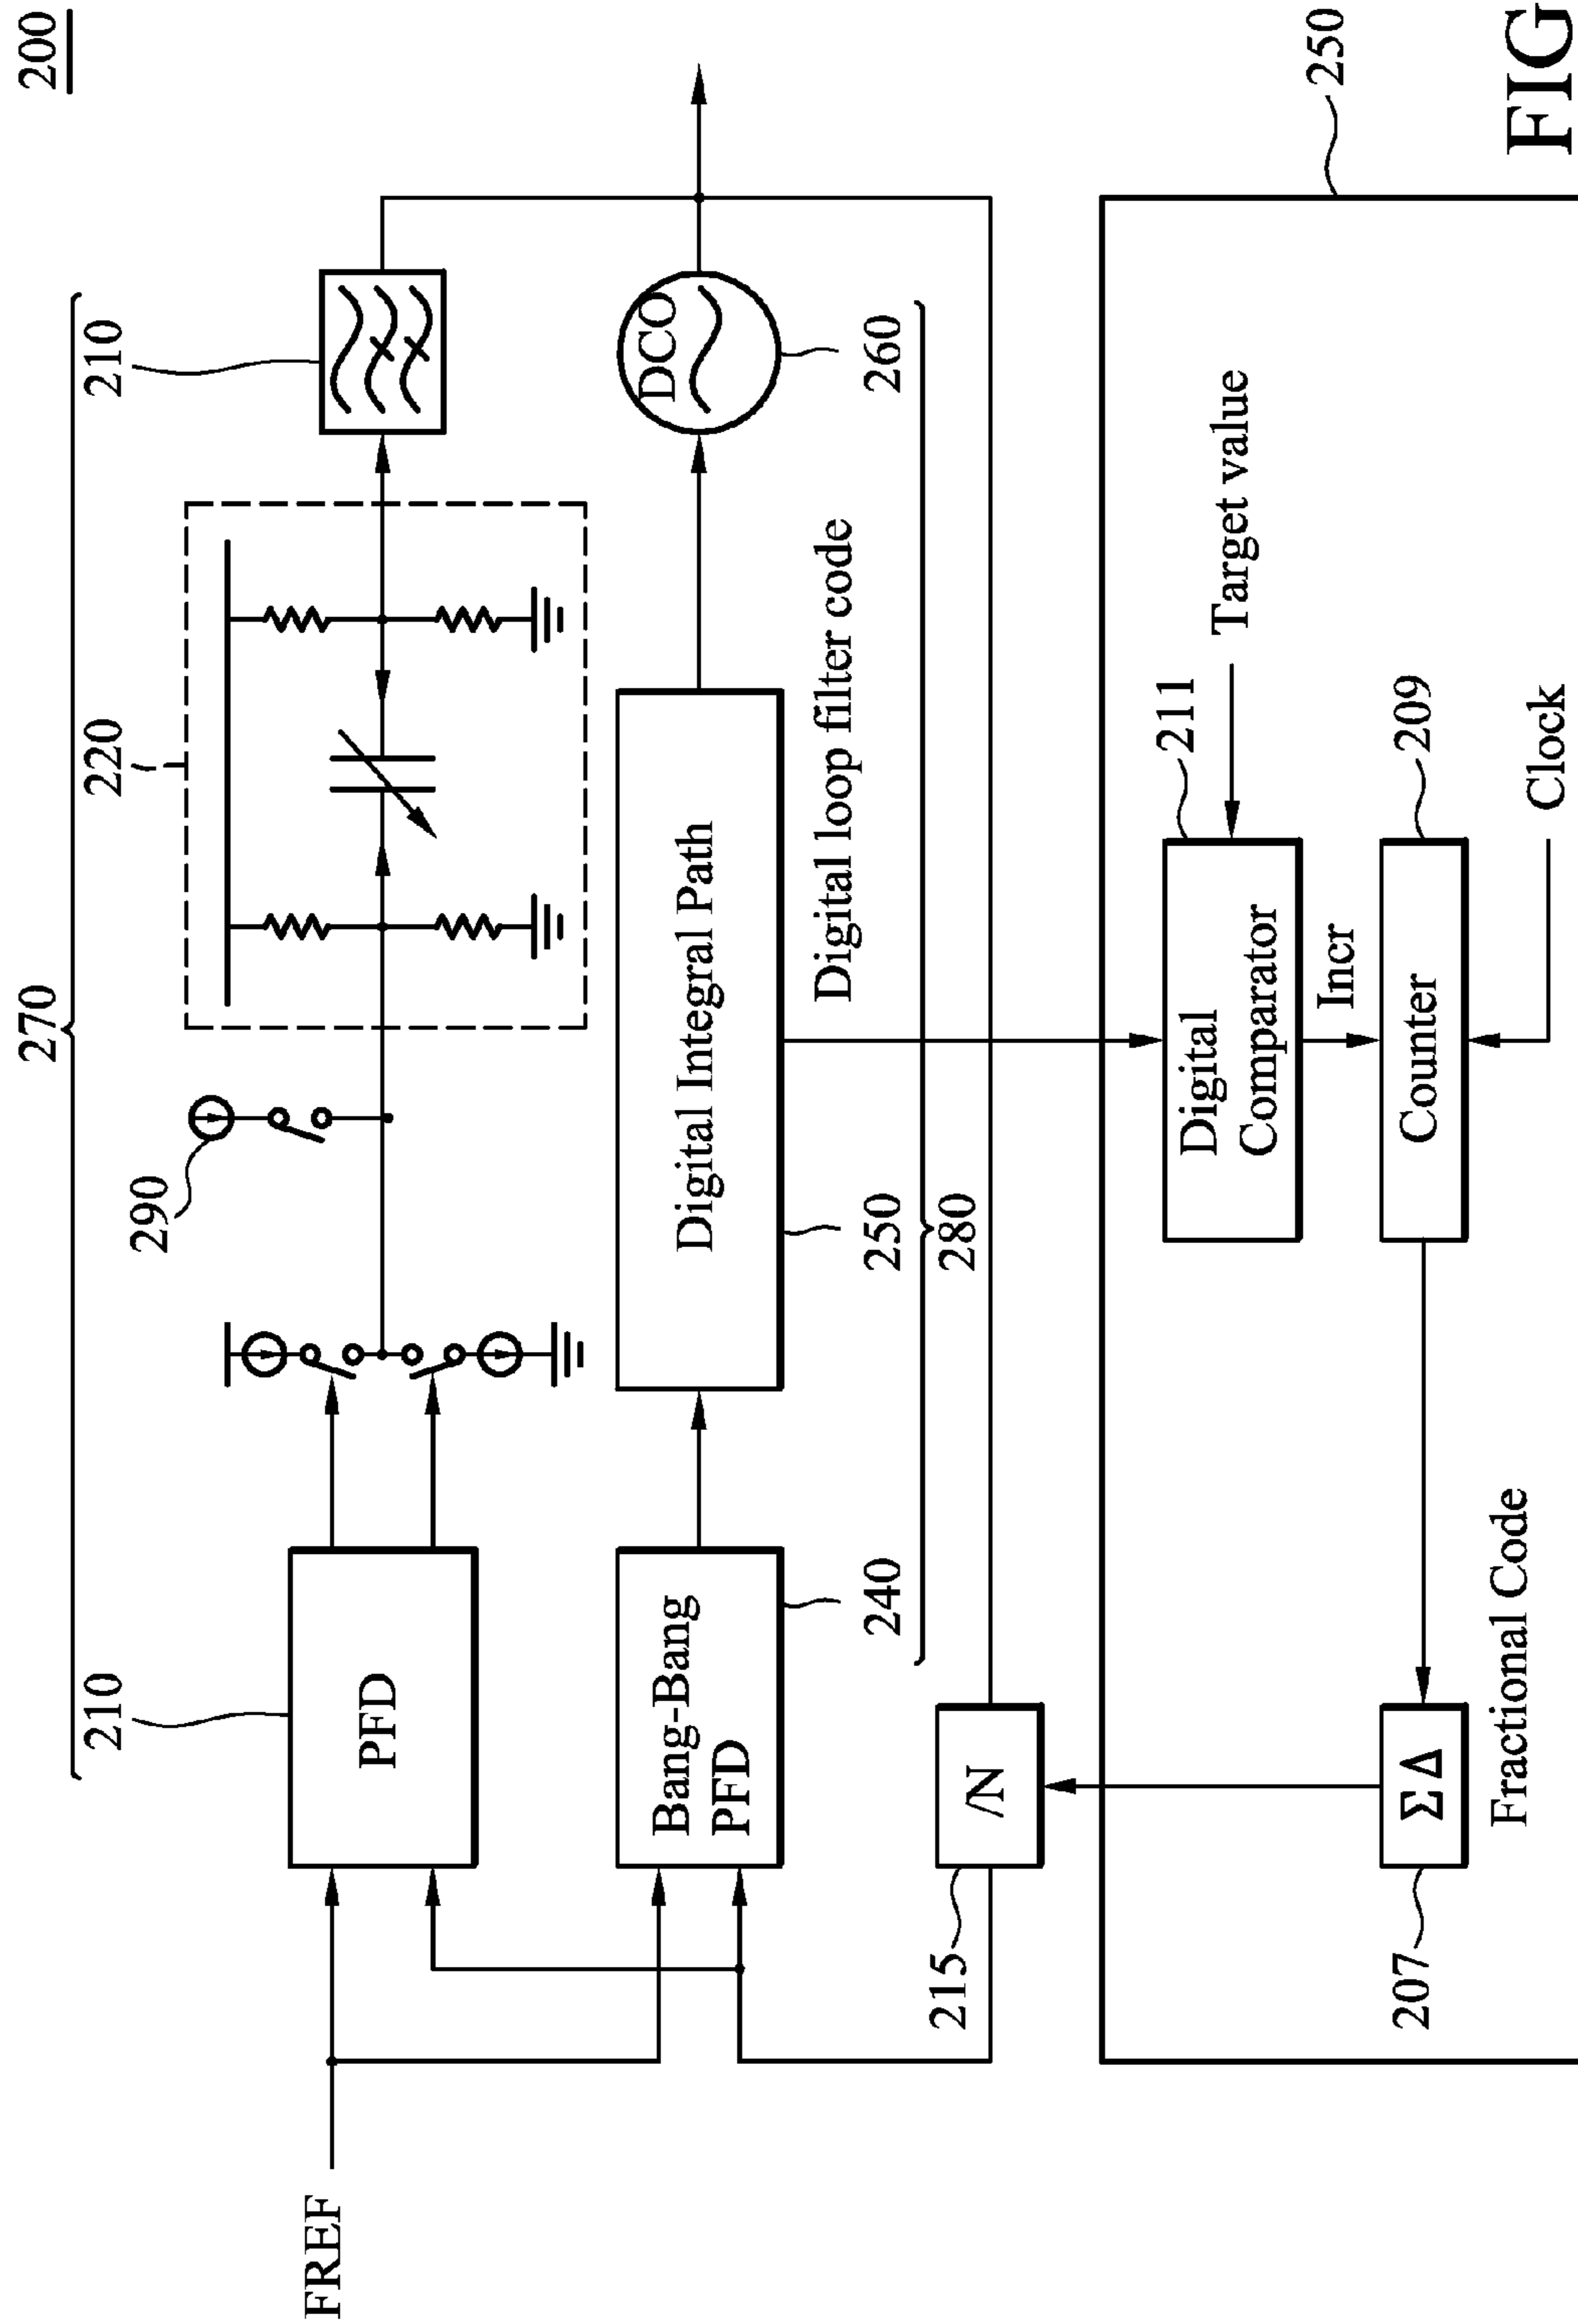 200
270
210
220
210
290
PFD
FREF
Bang-Bang
PFD
Digital Integral Path
DCO
240
250
260
Digital loop filter code
280
215
/N
250
211
Target value
Digital
Comparator
Incr
209
Counter
Clock
207
ΣΔ
Fractional Code
FIG